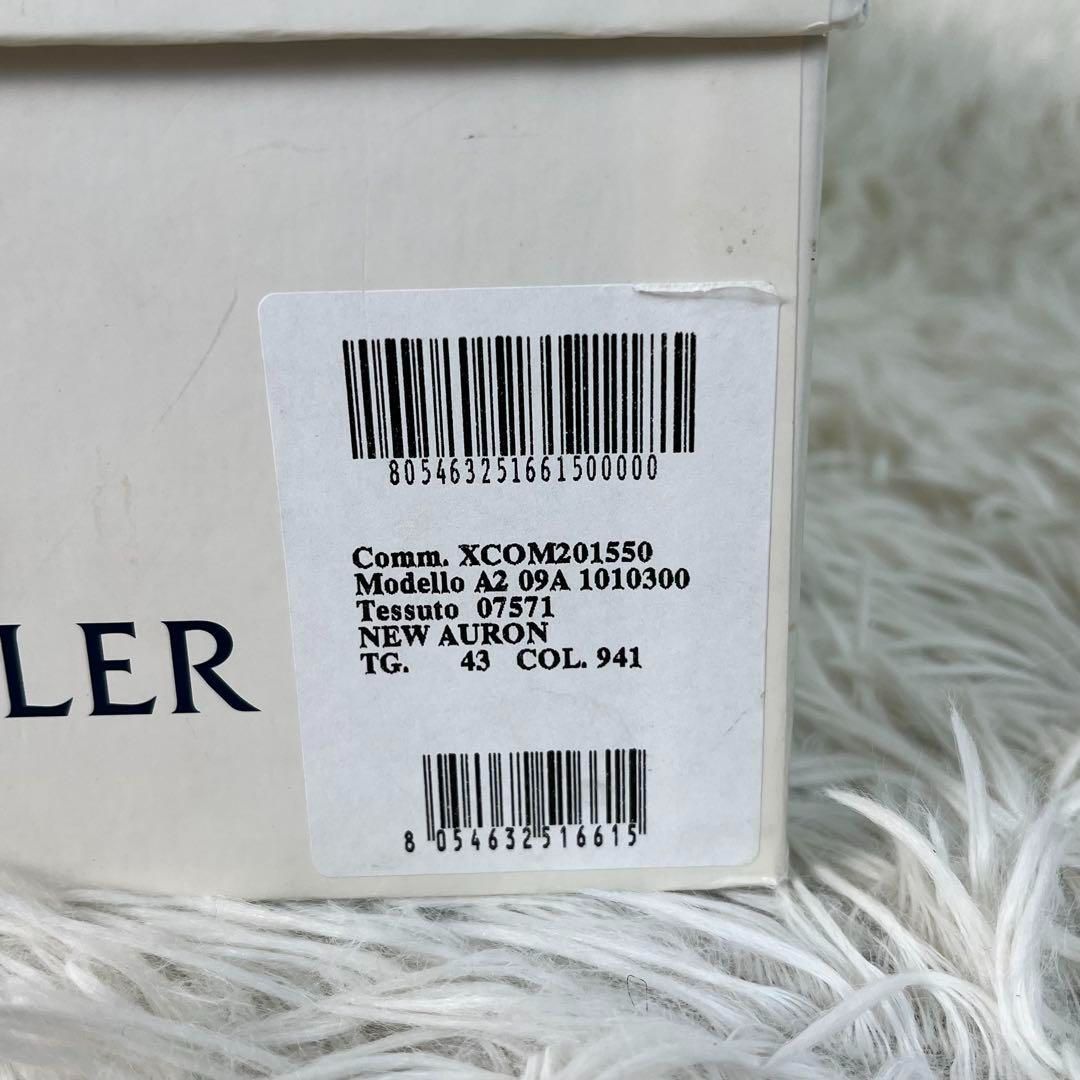 805463251661500000
Comm. XCOM201550
Modello A2 09A 1010300
Tessuto 07571
NEW AURON
TG. 43 COL. 941
LER
8 054632 516615